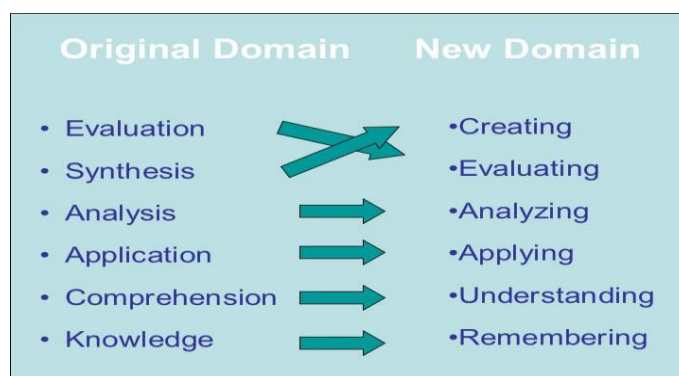 Original Domain New Domain
• Evaluation •Creating
• Synthesis •Evaluating
• Analysis •Analyzing
• Application •Applying
• Comprehension •Understanding
• Knowledge •Remembering